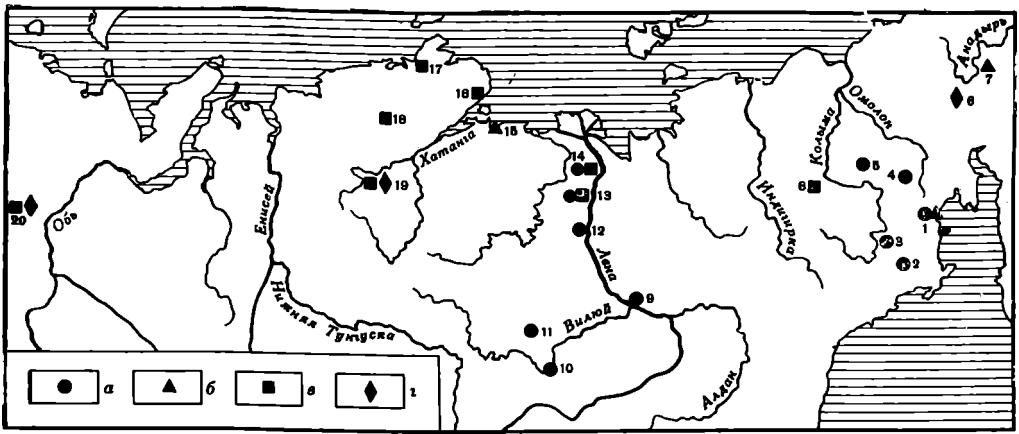 Анадырь
7
17
6
16
Омолон
18
15
Хатанга
Колыма
14
5
4
19
8
Обь
20
Енисей
13
Индигирка
1
12
Лена
3
2
9
Нижняя Тунгуска
11
Вилюй
10
Алдан
а
б
в
г